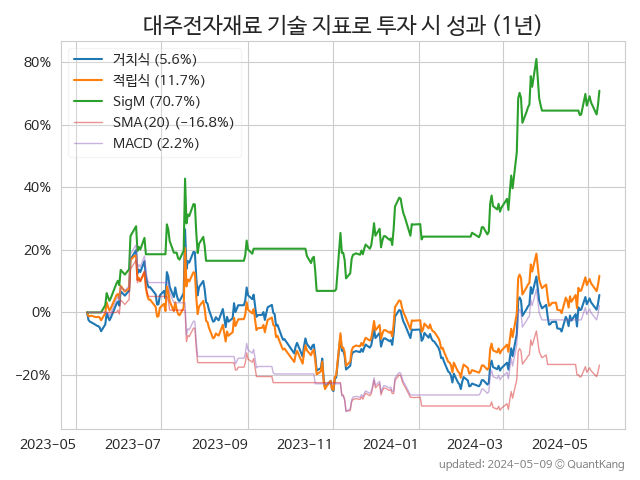 대주전자재료 기술 지표로 투자 시 성과 (1년)
거치식 (5.6%)
적립식 (11.7%)
SigM (70.7%)
SMA(20) (−16.8%)
MACD (2.2%)
80%
60%
40%
20%
0%
−20%
2023-05 2023-07 2023-09 2023-11 2024-01 2024-03 2024-05
updated: 2024-05-09 © QuantKang